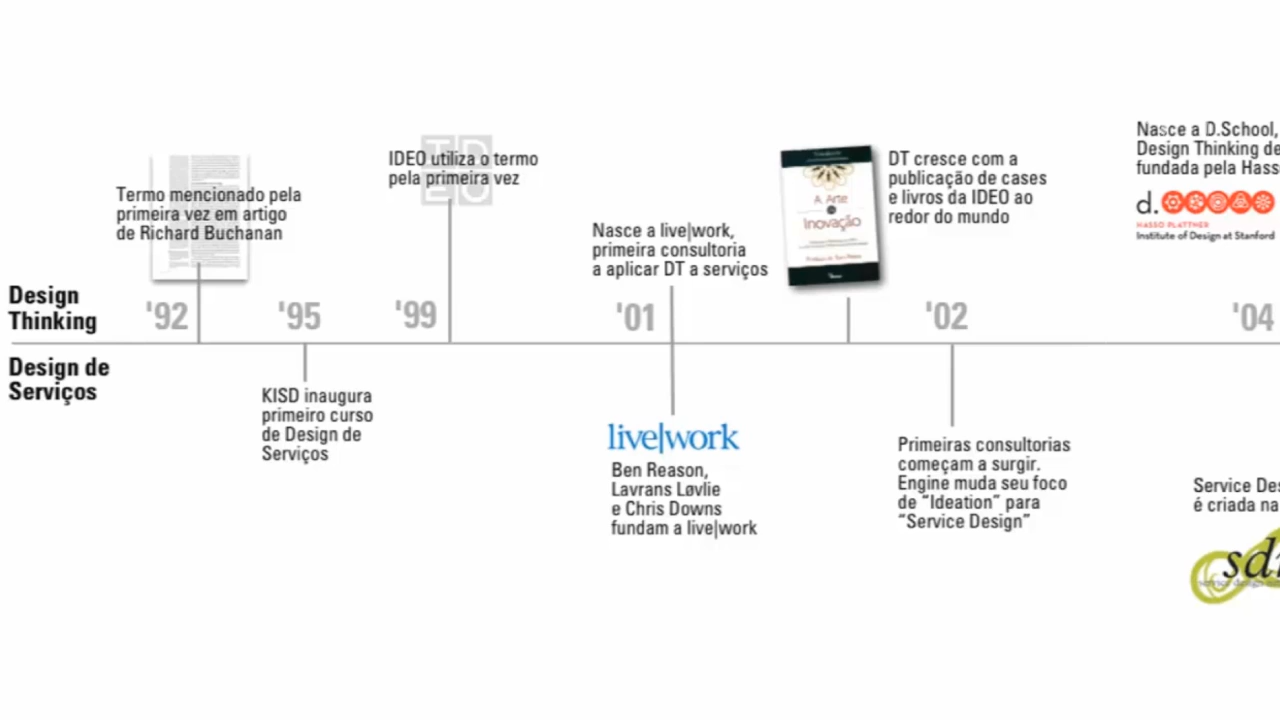 Termo mencionado pela
primeira vez em artigo
de Richard Buchanan
IDEO utiliza o termo
pela primeira vez
Nasce a live|work,
primeira consultoria
a aplicar DT a serviços
A Arte
Inovação
DT cresce com a
publicação de cases
e livros da IDEO ao
redor do mundo
Nasce a D.School,
Design Thinking de
fundada pela Hass
d.
HASSO PLATTNER
Institute of Design at Stanford
Design
Thinking
'92
'95
'99
'01
'02
'04
Design de
Serviços
KISD inaugura
primeiro curso
de Design de
Serviços
live|work
Ben Reason,
Lavrans Løvlie
e Chris Downs
fundam a live|work
Primeiras consultorias
começam a surgir.
Engine muda seu foco
de “Ideation” para
“Service Design”
Service Des
é criada na
sd